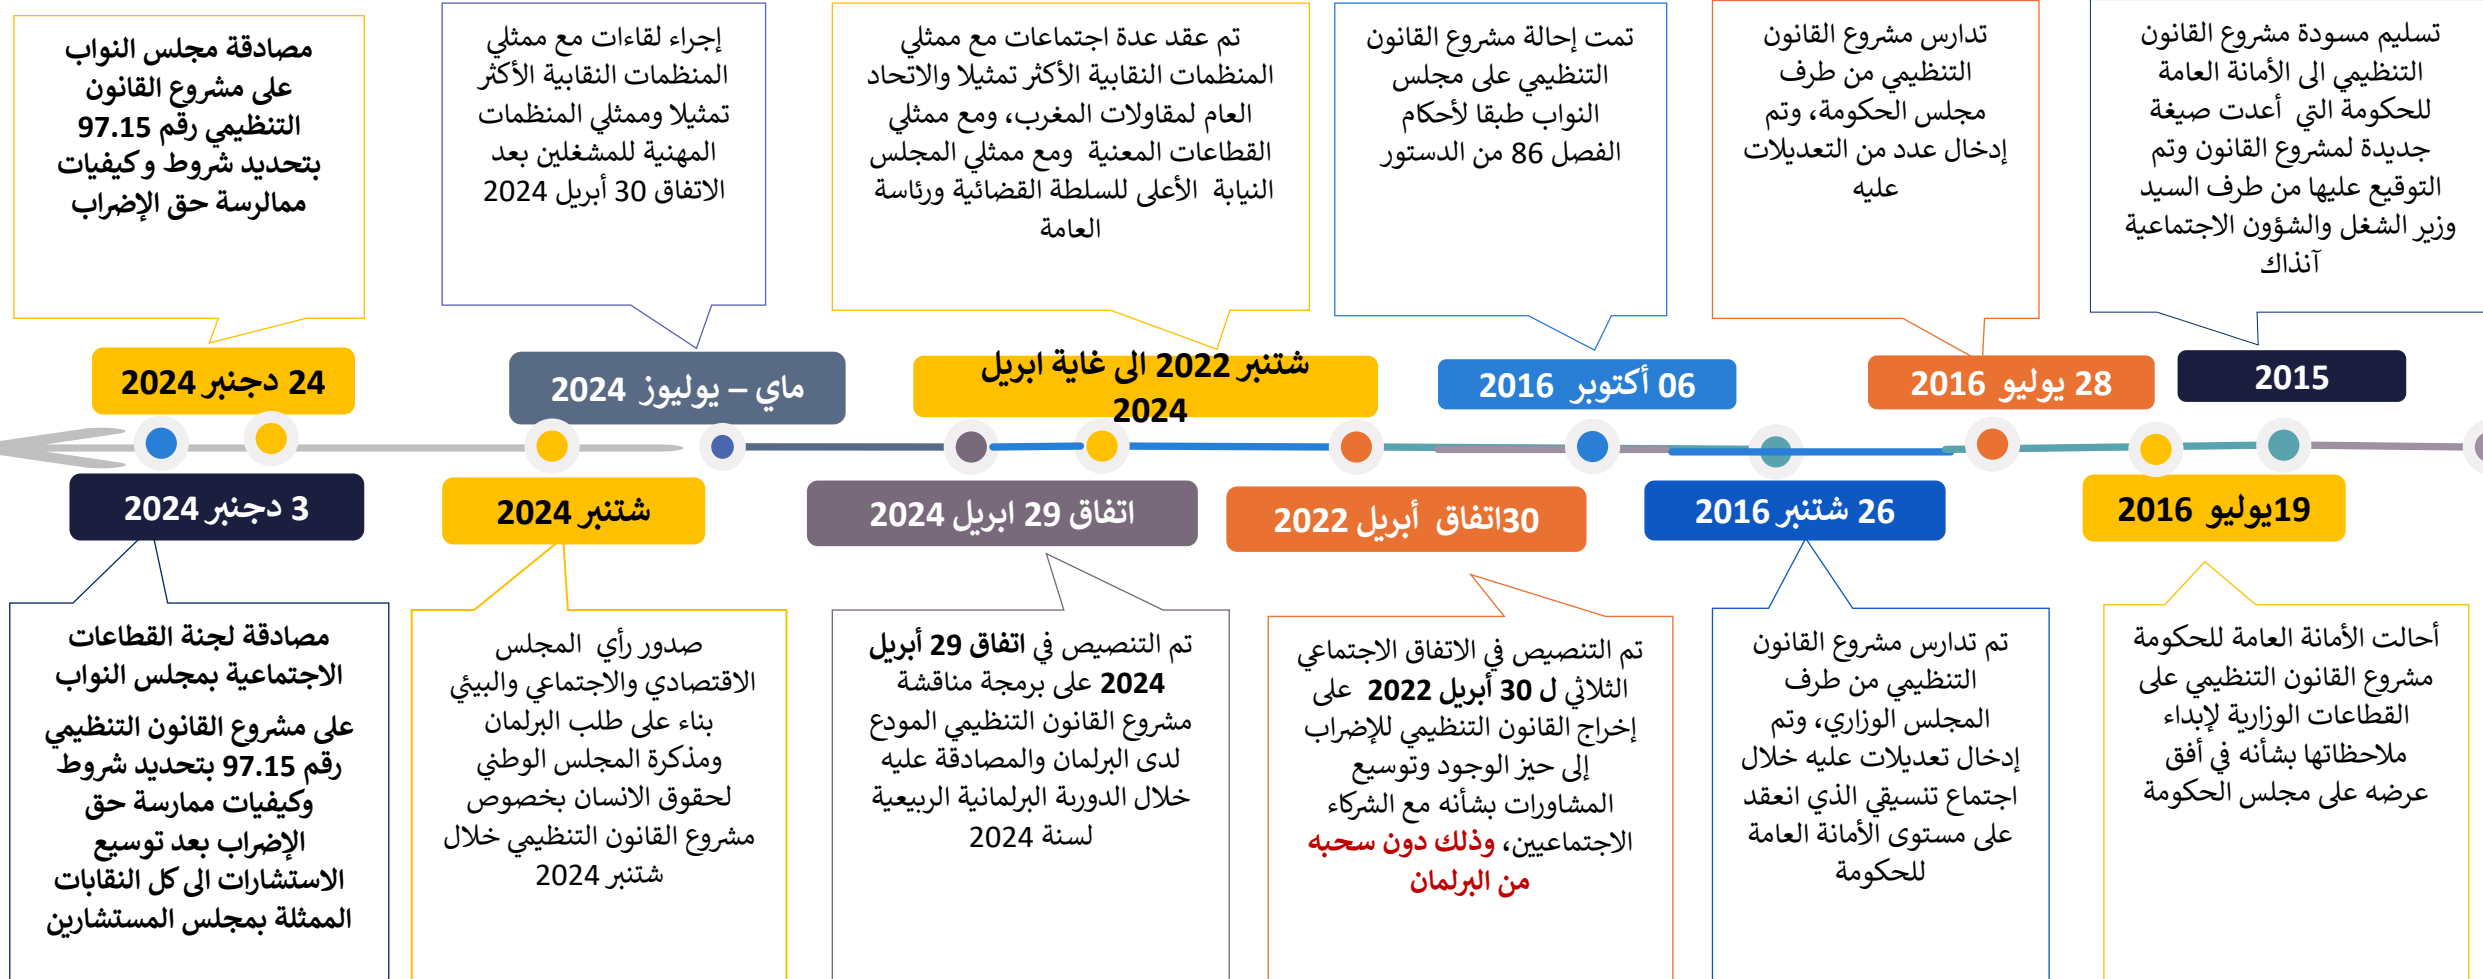 تسليم مسودة مشروع القانون
التنظيمي الى الأمانة العامة
للحكومة التي أعدت صيغة
جديدة لمشروع القانون وتم
التوقيع عليها من طرف السيد
وزير الشغل والشؤون الاجتماعية
آنذاك
2015
تدارس مشروع القانون
التنظيمي من طرف
مجلس الحكومة، وتم
إدخال عدد من التعديلات
عليه
28 يوليو 2016
تمت إحالة مشروع القانون
التنظيمي على مجلس
النواب طبقا لأحكام
الفصل 86 من الدستور
06 أكتوبر 2016
تم عقد عدة اجتماعات مع ممثلي
المنظمات النقابية الأكثر تمثيلا والاتحاد
العام لمقاولات المغرب، ومع ممثلي
القطاعات المعنية ومع ممثلي المجلس
الأعلى للسلطة القضائية ورئاسة النيابة
العامة
شتنبر 2022 الى غاية ابريل
2024
إجراء لقاءات مع ممثلي
المنظمات النقابية الأكثر
تمثيلا وممثلي المنظمات
المهنية للمشغلين بعد
الاتفاق 30 أبريل 2024
ماي – يوليوز 2024
مصادقة مجلس النواب
على مشروع القانون
التنظيمي رقم 97.15
بتحديد شروط وكيفيات
ممالرسة حق الإضراب
24 دجنبر 2024
19يوليو 2016
أحالت الأمانة العامة للحكومة
مشروع القانون التنظيمي على
القطاعات الوزارية لإبداء
ملاحظاتها بشأنه في أفق
عرضه على مجلس الحكومة
26 شتنبر 2016
تم تدارس مشروع القانون
التنظيمي من طرف
المجلس الوزاري، وتم
إدخال تعديلات عليه خلال
اجتماع تنسيقي الذي انعقد
على مستوى الأمانة العامة
للحكومة
30اتفاق أبريل 2022
تم التنصيص في الاتفاق الاجتماعي
الثلاثي ل 30 أبريل 2022 على
إخراج القانون التنظيمي للإضراب
إلى حيز الوجود وتوسيع
المشاورات بشأنه مع الشركاء
الاجتماعيين، وذلك دون سحبه
من البرلمان
اتفاق 29 ابريل 2024
تم التنصيص في اتفاق 29 أبريل
2024 على برمجة مناقشة
مشروع القانون التنظيمي المودع
لدى البرلمان والمصادقة عليه
خلال الدورية البرلمانية الربيعية
لسنة 2024
شتنبر 2024
صدور رأي المجلس
الاقتصادي والاجتماعي والبيئي
بناء على طلب البرلمان
ومذكرة المجلس الوطني
لحقوق الانسان بخصوص
مشروع القانون التنظيمي خلال
شتنبر 2024
3 دجنبر 2024
مصادقة لجنة القطاعات
الاجتماعية بمجلس النواب
على مشروع القانون التنظيمي
رقم 97.15 بتحديد شروط
وكيفيات ممارسة حق
الإضراب بعد توسيع
الاستشارات الى كل النقابات
الممثلة بمجلس المستشارين